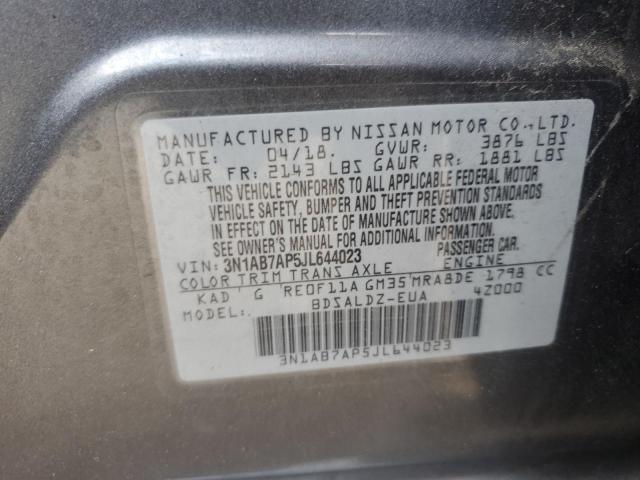 MANUFACTURED BY NISSAN MOTOR CO.,LTD.
DATE: 04/18. GVWR: 3876 LBS
GAWR FR: 2143 LBS GAWR RR: 1881 LBS
THIS VEHICLE CONFORMS TO ALL APPLICABLE FEDERAL MOTOR
VEHICLE SAFETY, BUMPER AND THEFT PREVENTION STANDARDS
IN EFFECT ON THE DATE OF MANUFACTURE SHOWN ABOVE.
SEE OWNER'S MANUAL FOR ADDITIONAL DATA.
VIN: 3N1AB7AP5JL644023 PASSENGER CAR.
COLOR TRIM TRANS AXLE ENGINE
KAD' G 'RE0F11A GM35'MRA8DE 1798 CC
BDSALDZ-EUA 4Z000
3N1AB7AP5JL644023